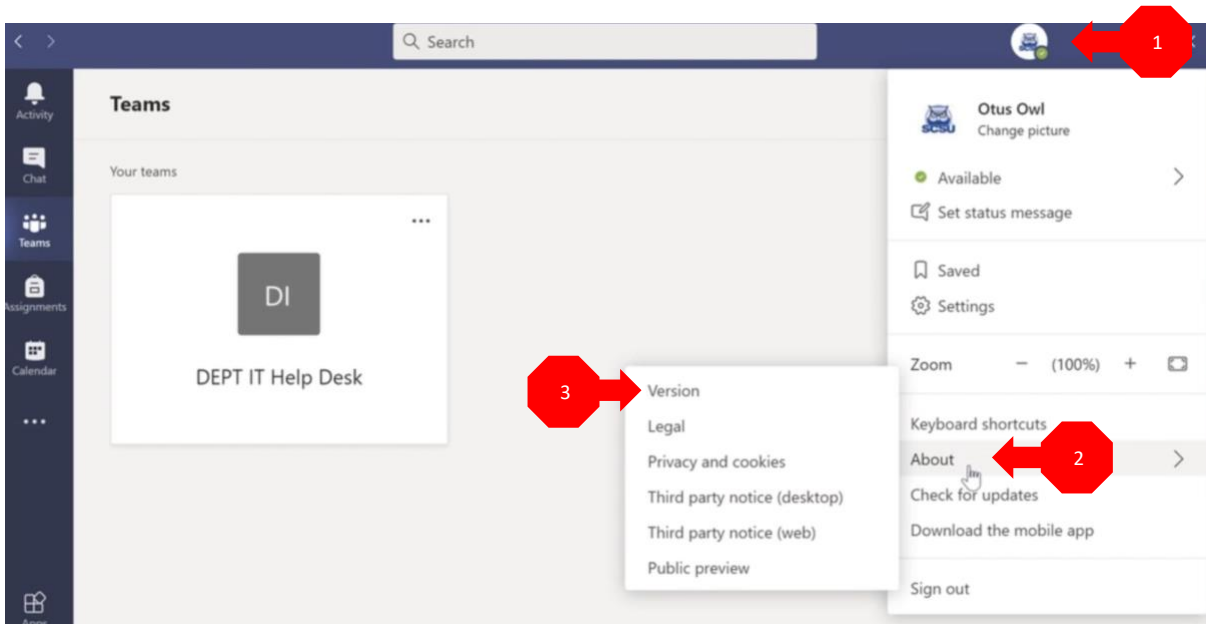 Search
1
Activity
Chat
Teams
Assignments
Calendar
Apps
Teams
Your teams
DI
DEPT IT Help Desk
SCSU
Otus Owl
Change picture
Available
Set status message
Saved
Settings
Zoom − (100%) +
Keyboard shortcuts
About
2
Check for updates
Download the mobile app
Sign out
3
Version
Legal
Privacy and cookies
Third party notice (desktop)
Third party notice (web)
Public preview